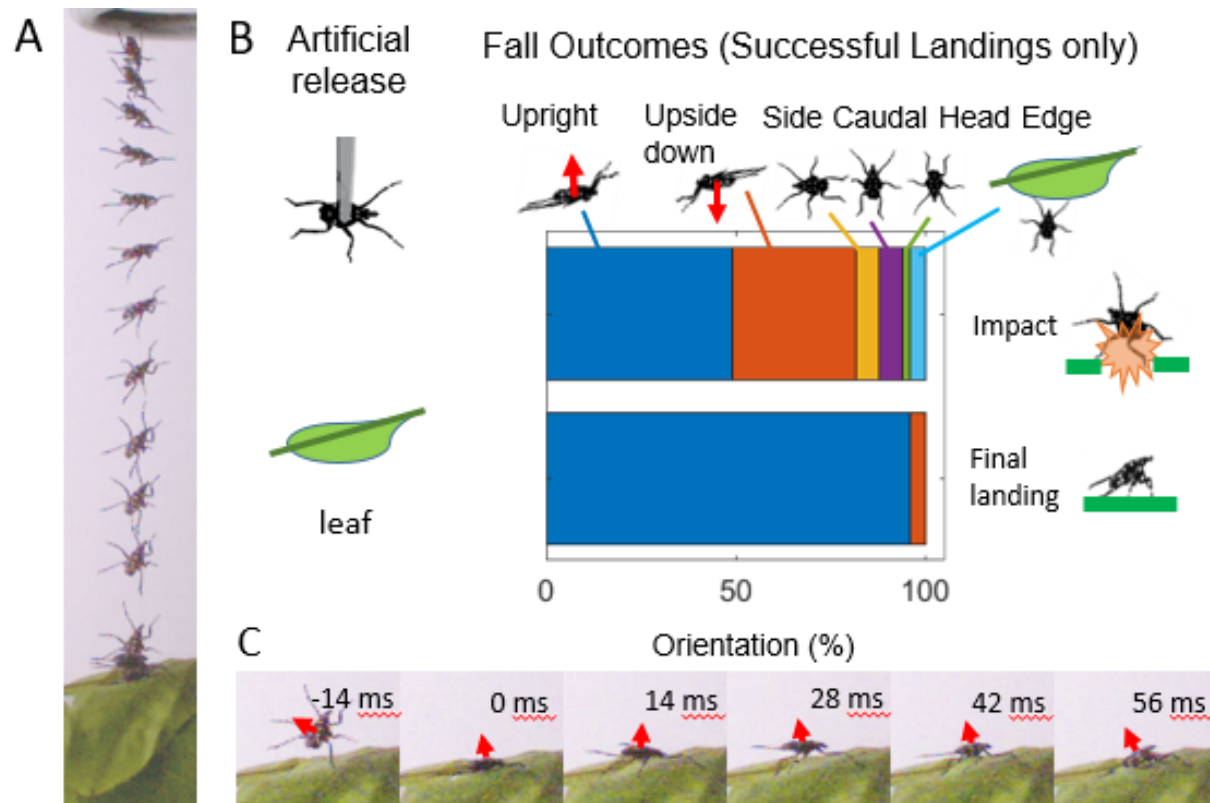 A
B
Artificial
release
Fall Outcomes (Successful Landings only)
Upright
Upside
down
Side Caudal Head Edge
Impact
leaf
Final
landing
0
50
100
Orientation (%)
C
-14 ms
0 ms
14 ms
28 ms
42 ms
56 ms